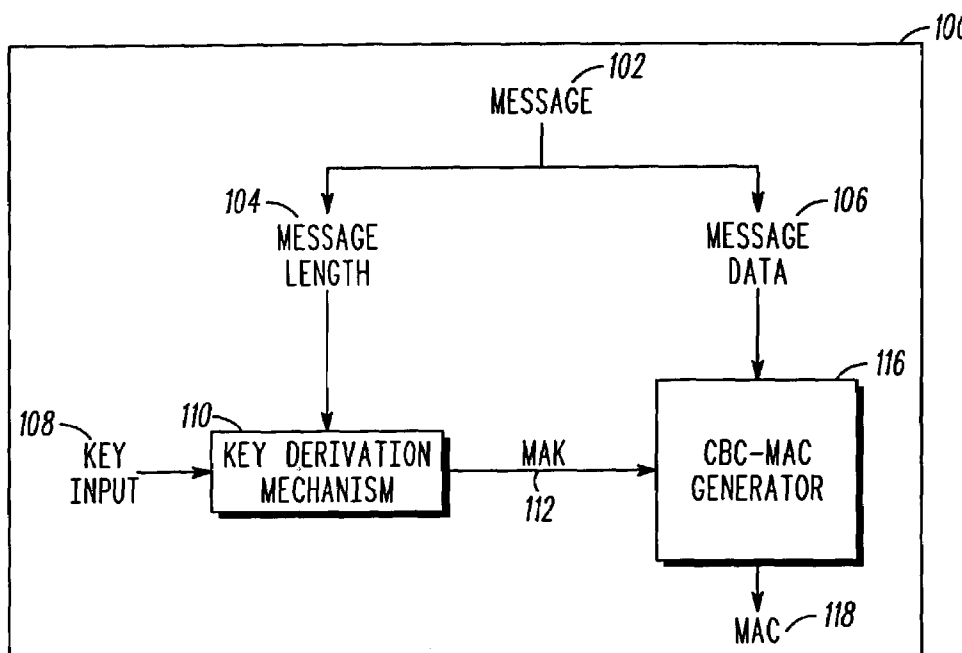 100
102
MESSAGE
104
MESSAGE
LENGTH
106
MESSAGE
DATA
116
108
KEY
INPUT
110
KEY DERIVATION
MECHANISM
MAK
112
CBC-MAC
GENERATOR
MAC
118